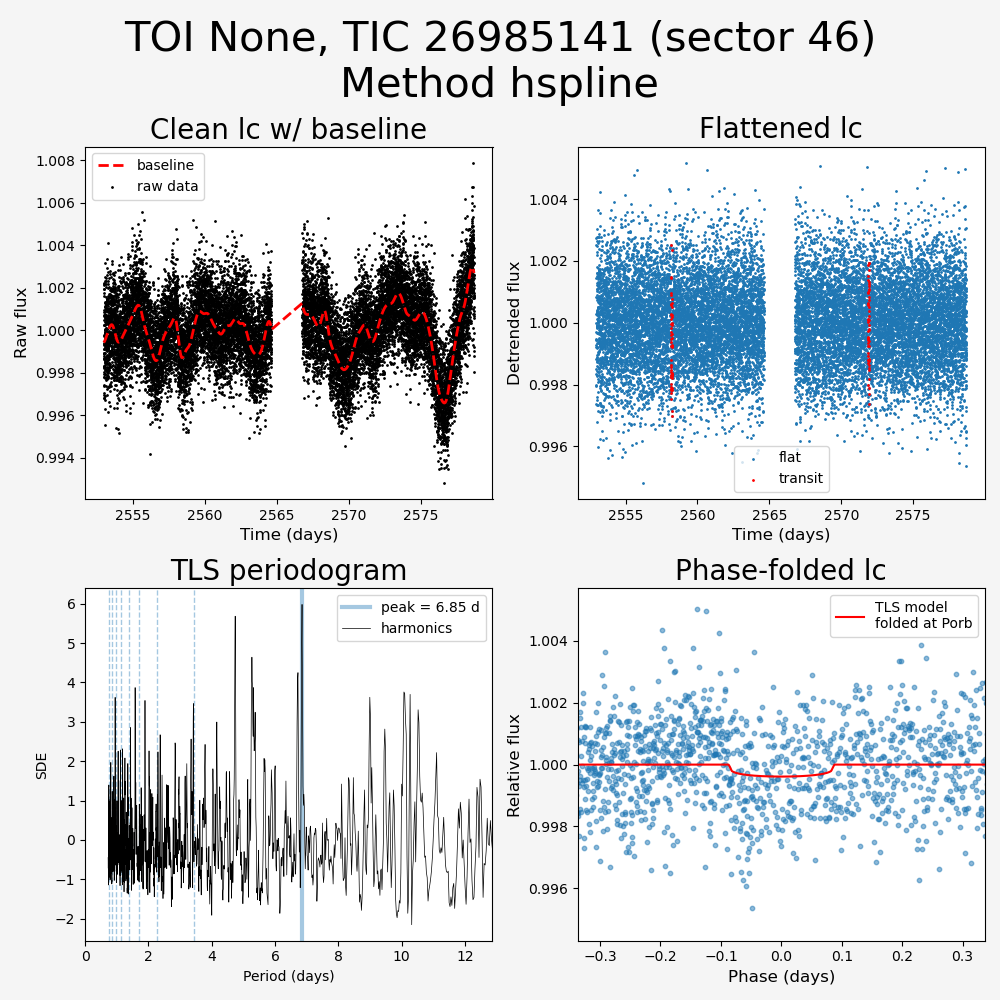 TOI None, TIC 26985141 (sector 46)
Method hspline
Clean lc w/ baseline
Flattened lc
1.008
1.006
1.004
1.002
1.000
0.998
0.996
0.994
Raw flux
baseline
raw data
2555
2560
2565
2570
2575
Time (days)
1.004
1.002
1.000
0.998
0.996
Detrended flux
flat
transit
2555
2560
2565
2570
2575
Time (days)
TLS periodogram
Phase-folded lc
6
5
4
3
2
1
0
−1
−2
SDE
peak = 6.85 d
harmonics
0
2
4
6
8
10
12
Period (days)
1.004
1.002
1.000
0.998
0.996
Relative flux
TLS model
folded at Porb
−0.3
−0.2
−0.1
0.0
0.1
0.2
0.3
Phase (days)